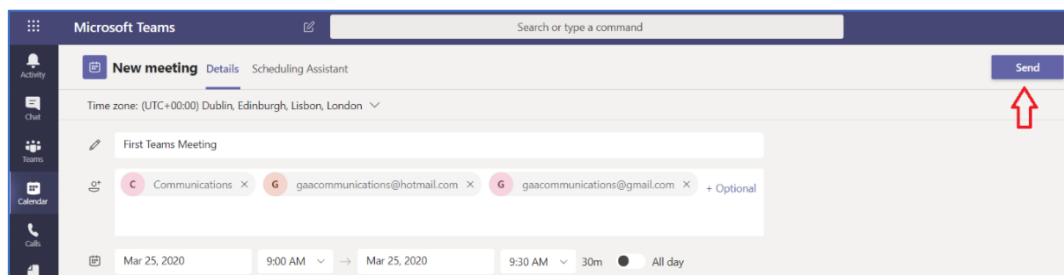 Microsoft Teams
Search or type a command
Activity
New meeting Details Scheduling Assistant
Send
Chat
Time zone: (UTC+00:00) Dublin, Edinburgh, Lisbon, London
Teams
First Teams Meeting
Calendar
C Communications × G gaacommunications@hotmail.com × G gaacommunications@gmail.com × + Optional
Calls
Mar 25, 2020 9:00 AM → Mar 25, 2020 9:30 AM 30m All day